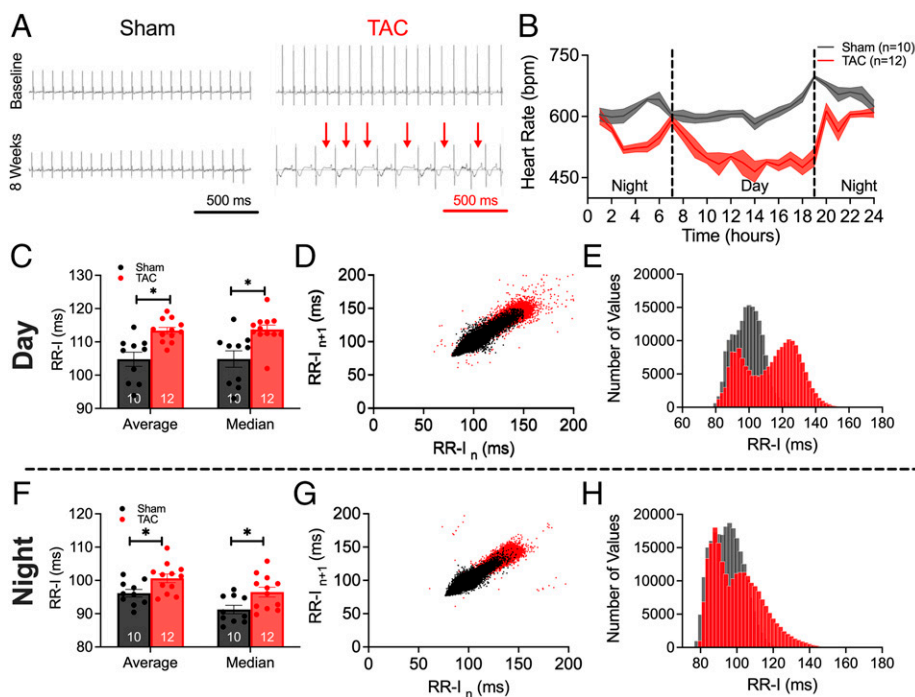 A
Sham
TAC
Baseline
8 Weeks
500 ms
500 ms
B
Sham (n=10)
TAC (n=12)
Heart Rate (bpm)
750
600
450
Night
Day
Night
0 2 4 6 8 10 12 14 16 18 20 22 24
Time (hours)
Day
C
Sham
TAC
RR-I (ms)
130
120
110
100
90
*
*
10
12
10
12
Average
Median
D
RR-I n+1 (ms)
200
150
100
50
0
0 50 100 150 200
RR-I n (ms)
E
Number of Values
20000
15000
10000
5000
0
60 80 100 120 140 160 180
RR-I (ms)
Night
F
Sham
TAC
RR-I (ms)
120
110
100
90
80
*
*
10
12
10
12
Average
Median
G
RR-I n+1 (ms)
200
150
100
50
0
0 50 100 150 200
RR-I n (ms)
H
Number of Values
20000
15000
10000
5000
0
80 100 120 140 160 180
RR-I (ms)